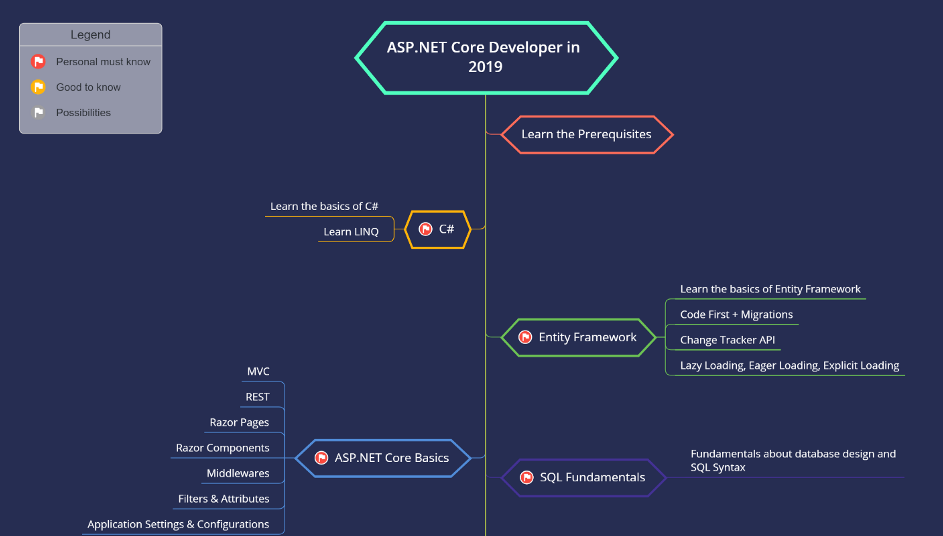 Legend
Personal must know
Good to know
Possibilities
ASP.NET Core Developer in
2019
Learn the Prerequisites
Learn the basics of C#
Learn LINQ
C#
Entity Framework
Learn the basics of Entity Framework
Code First + Migrations
Change Tracker API
Lazy Loading, Eager Loading, Explicit Loading
MVC
REST
Razor Pages
Razor Components
Middlewares
Filters & Attributes
Application Settings & Configurations
ASP.NET Core Basics
SQL Fundamentals
Fundamentals about database design and
SQL Syntax